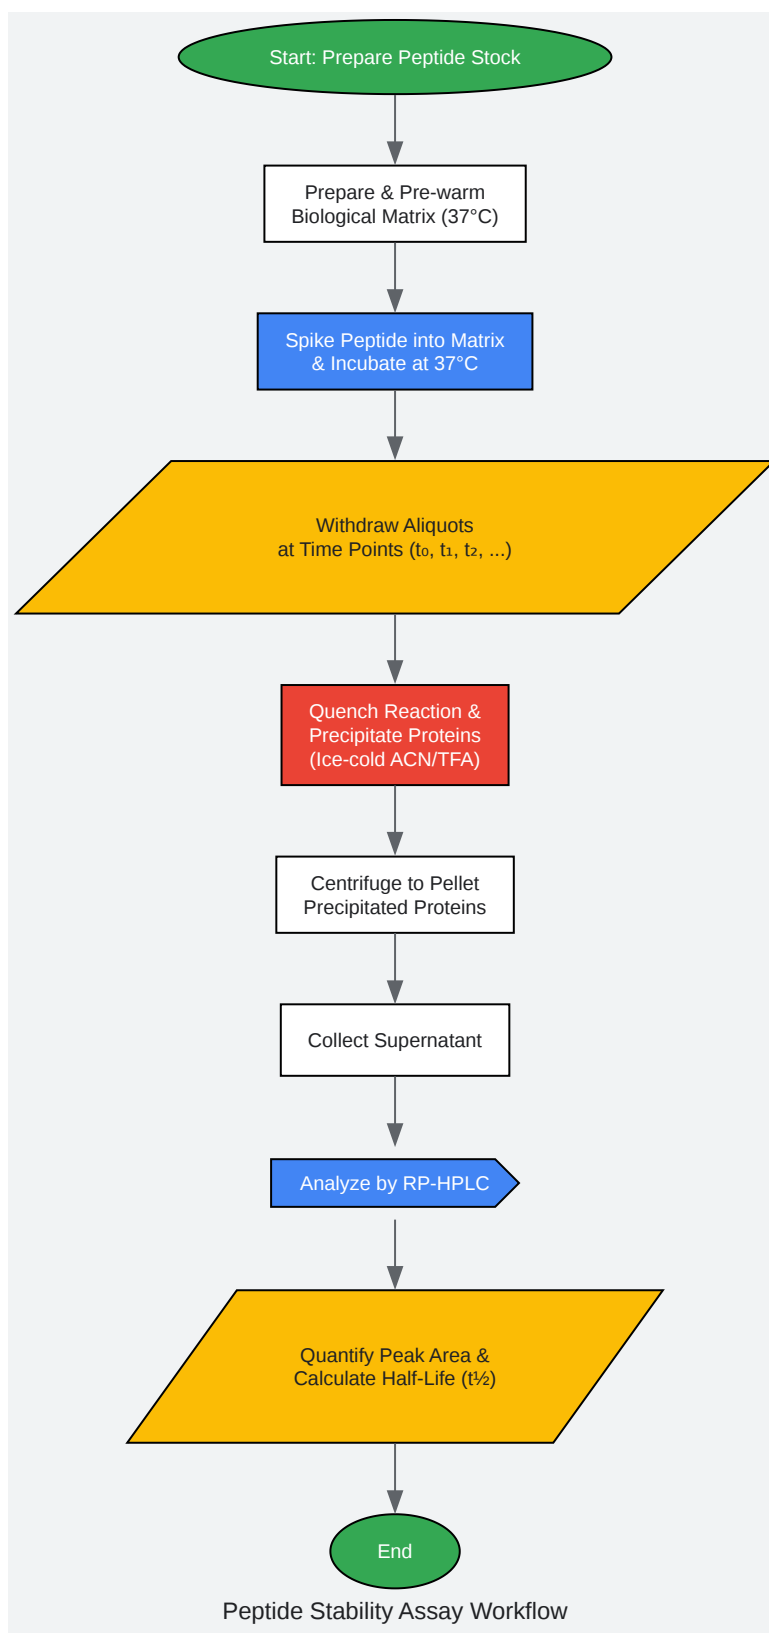 Start: Prepare Peptide Stock
Prepare & Pre-warm
Biological Matrix (37°C)
Spike Peptide into Matrix
& Incubate at 37°C
Withdraw Aliquots
at Time Points (t₀, t₁, t₂, ...)
Quench Reaction &
Precipitate Proteins
(Ice-cold ACN/TFA)
Centrifuge to Pellet
Precipitated Proteins
Collect Supernatant
Analyze by RP-HPLC
Quantify Peak Area &
Calculate Half-Life (t½)
End
Peptide Stability Assay Workflow